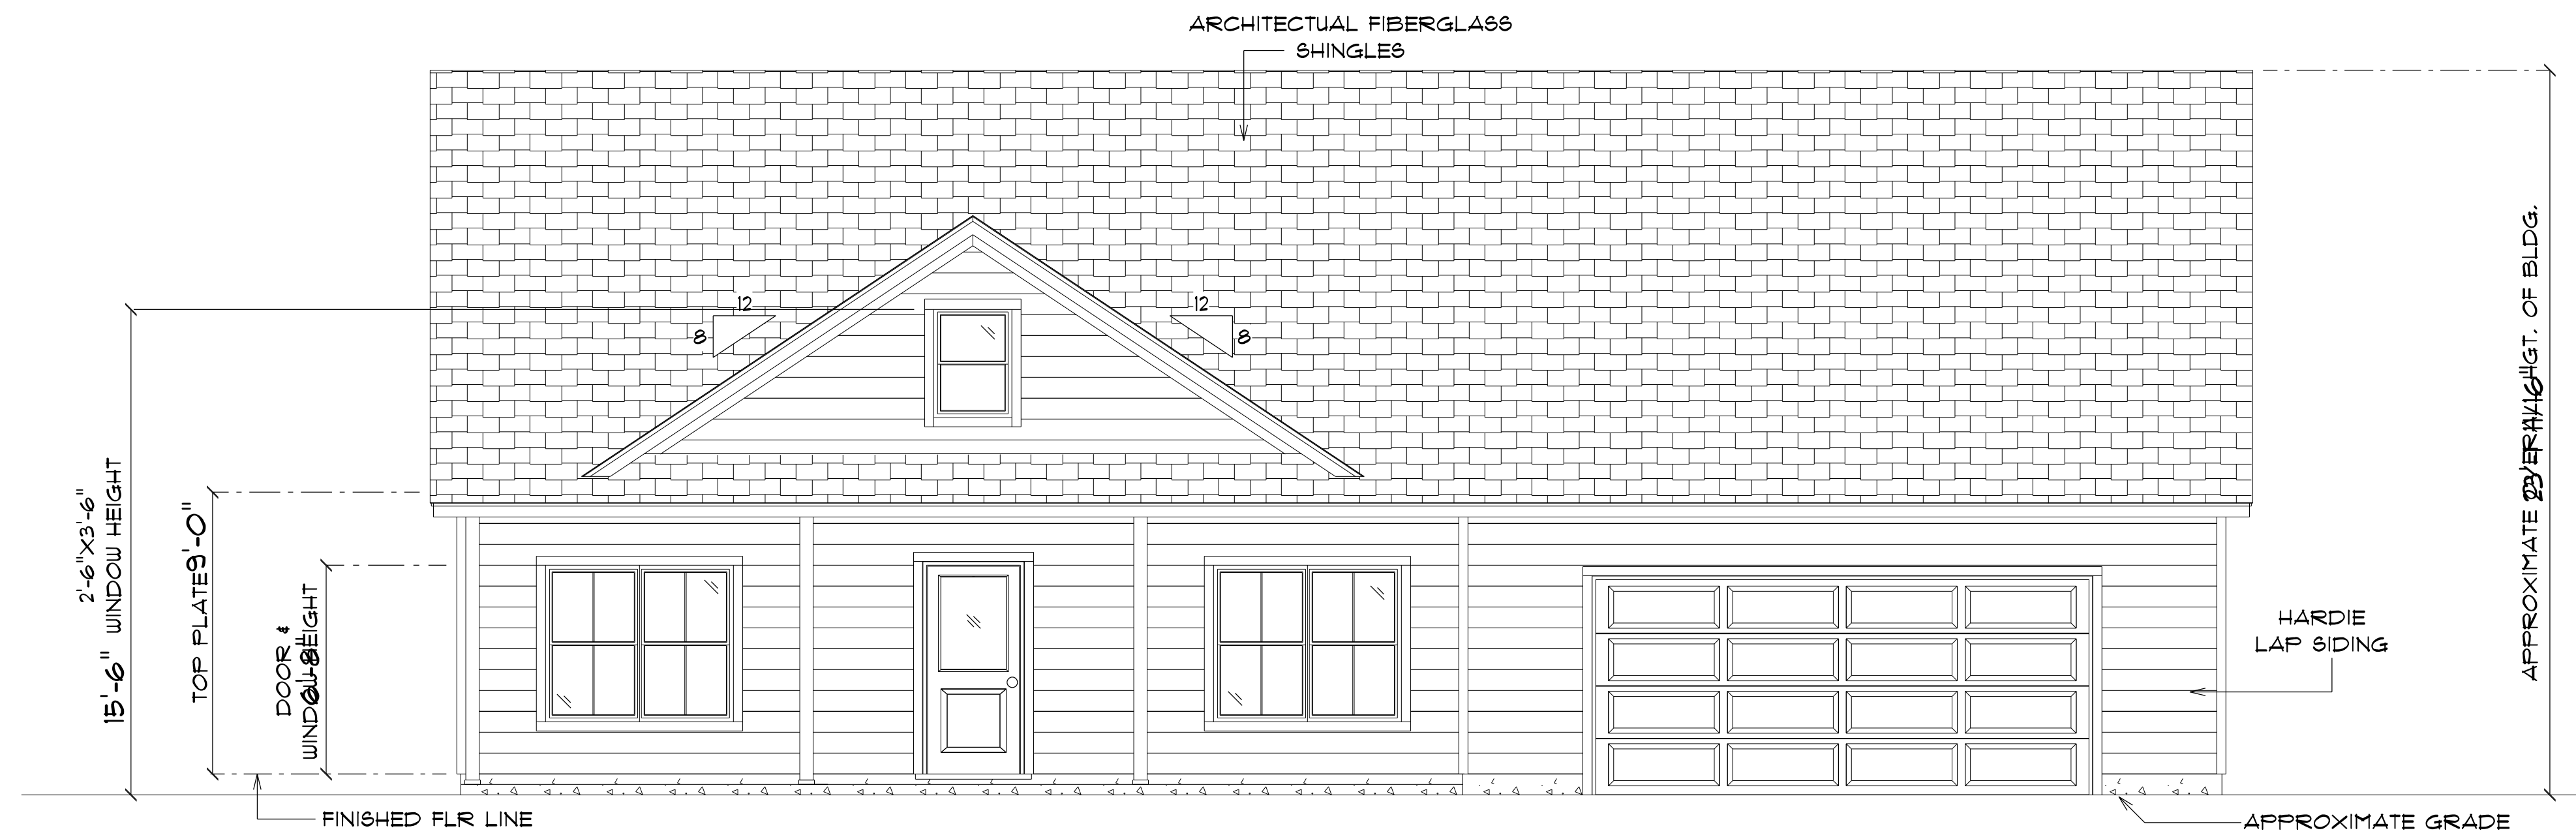 ARCHITECTUAL FIBERGLASS
SHINGLES
12
8
12
8
2'-6"X3'-6"
15'-6" WINDOW HEIGHT
TOP PLATE
9'-0"
DOOR &
WINDOW HEIGHT
APPROXIMATE OVERALL HGT. OF BLDG.
HARDIE
LAP SIDING
FINISHED FLR LINE
APPROXIMATE GRADE